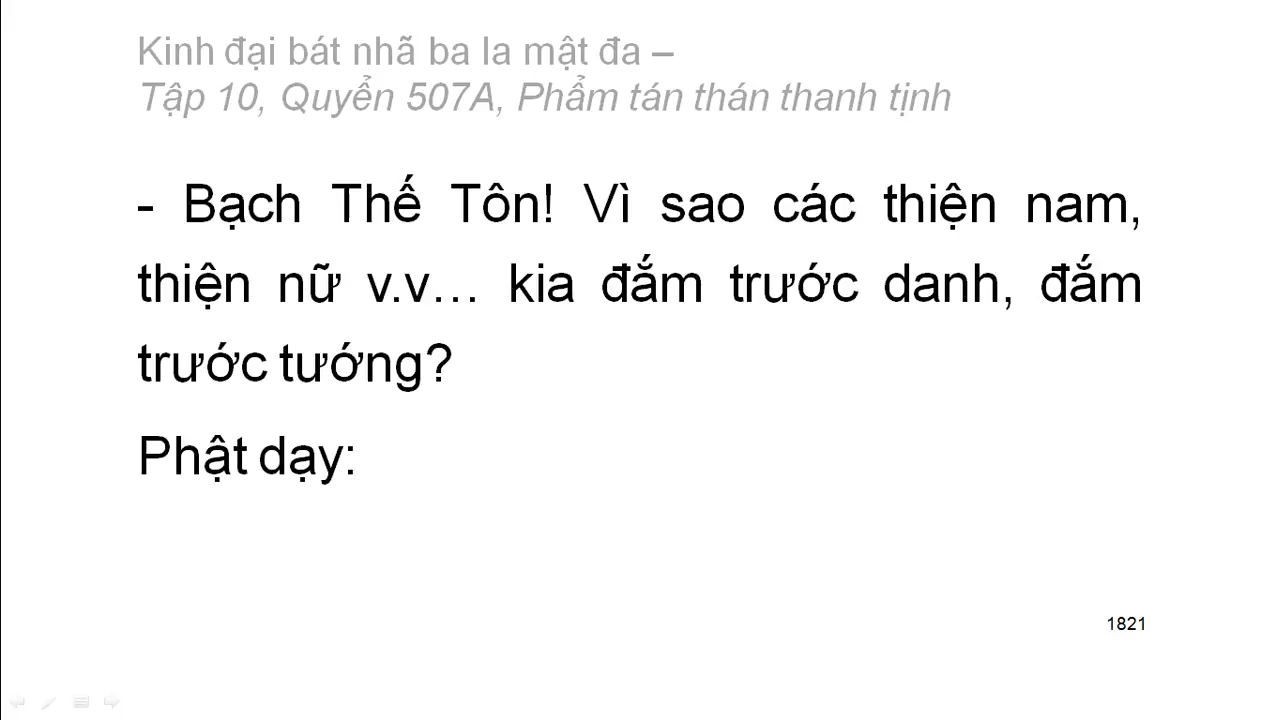 Kinh đại bát nhã ba la mật đa –
Tập 10, Quyển 507A, Phẩm tán thán thanh tịnh
- Bạch Thế Tôn! Vì sao các thiện nam,
thiện nữ v.v… kia đắm trước danh, đắm
trước tướng?
Phật dạy:
1821